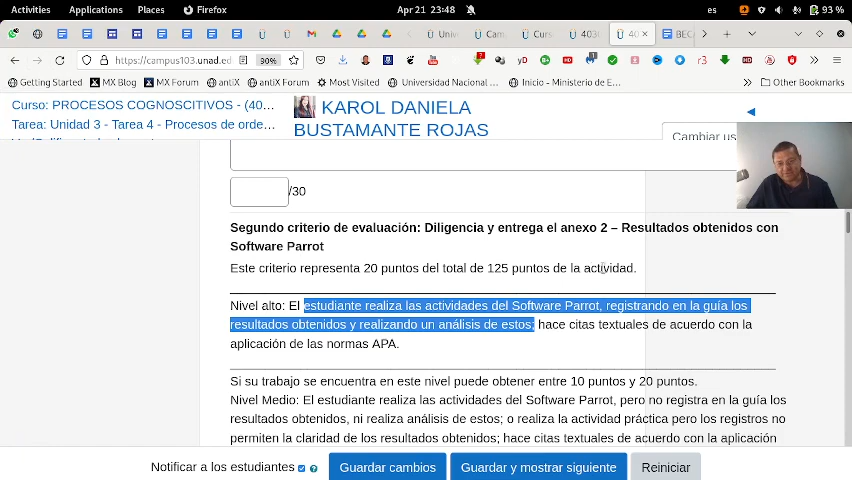 Activities Applications Places Firefox Apr 21 23:48 es 93 %
Univ Cam Curs 403 40 × BEC
https://campus103.unad.ed 90%
Getting Started MX Blog MX Forum antiX antiX Forum Most Visited Universidad Nacional ... Inicio - Ministerio de E... Other Bookmarks
Curso: PROCESOS COGNOSCITIVOS - (40...
Tarea: Unidad 3 - Tarea 4 - Procesos de orde...
KAROL DANIELA
BUSTAMANTE ROJAS
Cambiar us
/30
Segundo criterio de evaluación: Diligencia y entrega el anexo 2 – Resultados obtenidos con
Software Parrot
Este criterio representa 20 puntos del total de 125 puntos de la actividad.
Nivel alto: El estudiante realiza las actividades del Software Parrot, registrando en la guía los
resultados obtenidos y realizando un análisis de estos; hace citas textuales de acuerdo con la
aplicación de las normas APA.
Si su trabajo se encuentra en este nivel puede obtener entre 10 puntos y 20 puntos.
Nivel Medio: El estudiante realiza las actividades del Software Parrot, pero no registra en la guía los
resultados obtenidos, ni realiza análisis de estos; o realiza la actividad práctica pero los registros no
permiten la claridad de los resultados obtenidos; hace citas textuales de acuerdo con la aplicación
Notificar a los estudiantes Guardar cambios Guardar y mostrar siguiente Reiniciar